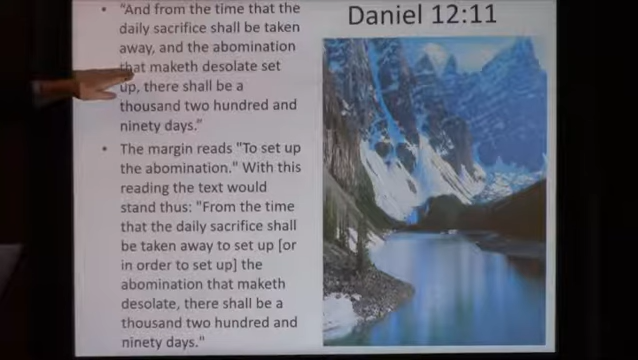 Daniel 12:11
• "And from the time that the
daily sacrifice shall be taken
away, and the abomination
that maketh desolate set
up, there shall be a
thousand two hundred and
ninety days."
• The margin reads "To set up
the abomination." With this
reading the text would
stand thus: "From the time
that the daily sacrifice shall
be taken away to set up [or
in order to set up] the
abomination that maketh
desolate, there shall be a
thousand two hundred and
ninety days."